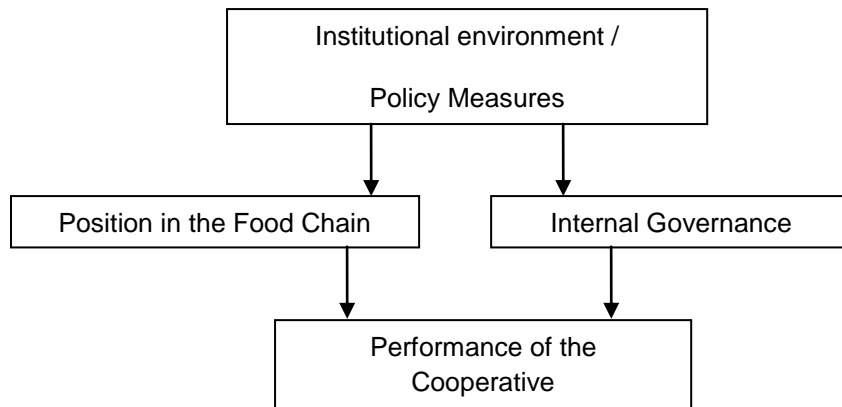 Institutional environment /
Policy Measures
Position in the Food Chain
Internal Governance
Performance of the
Cooperative